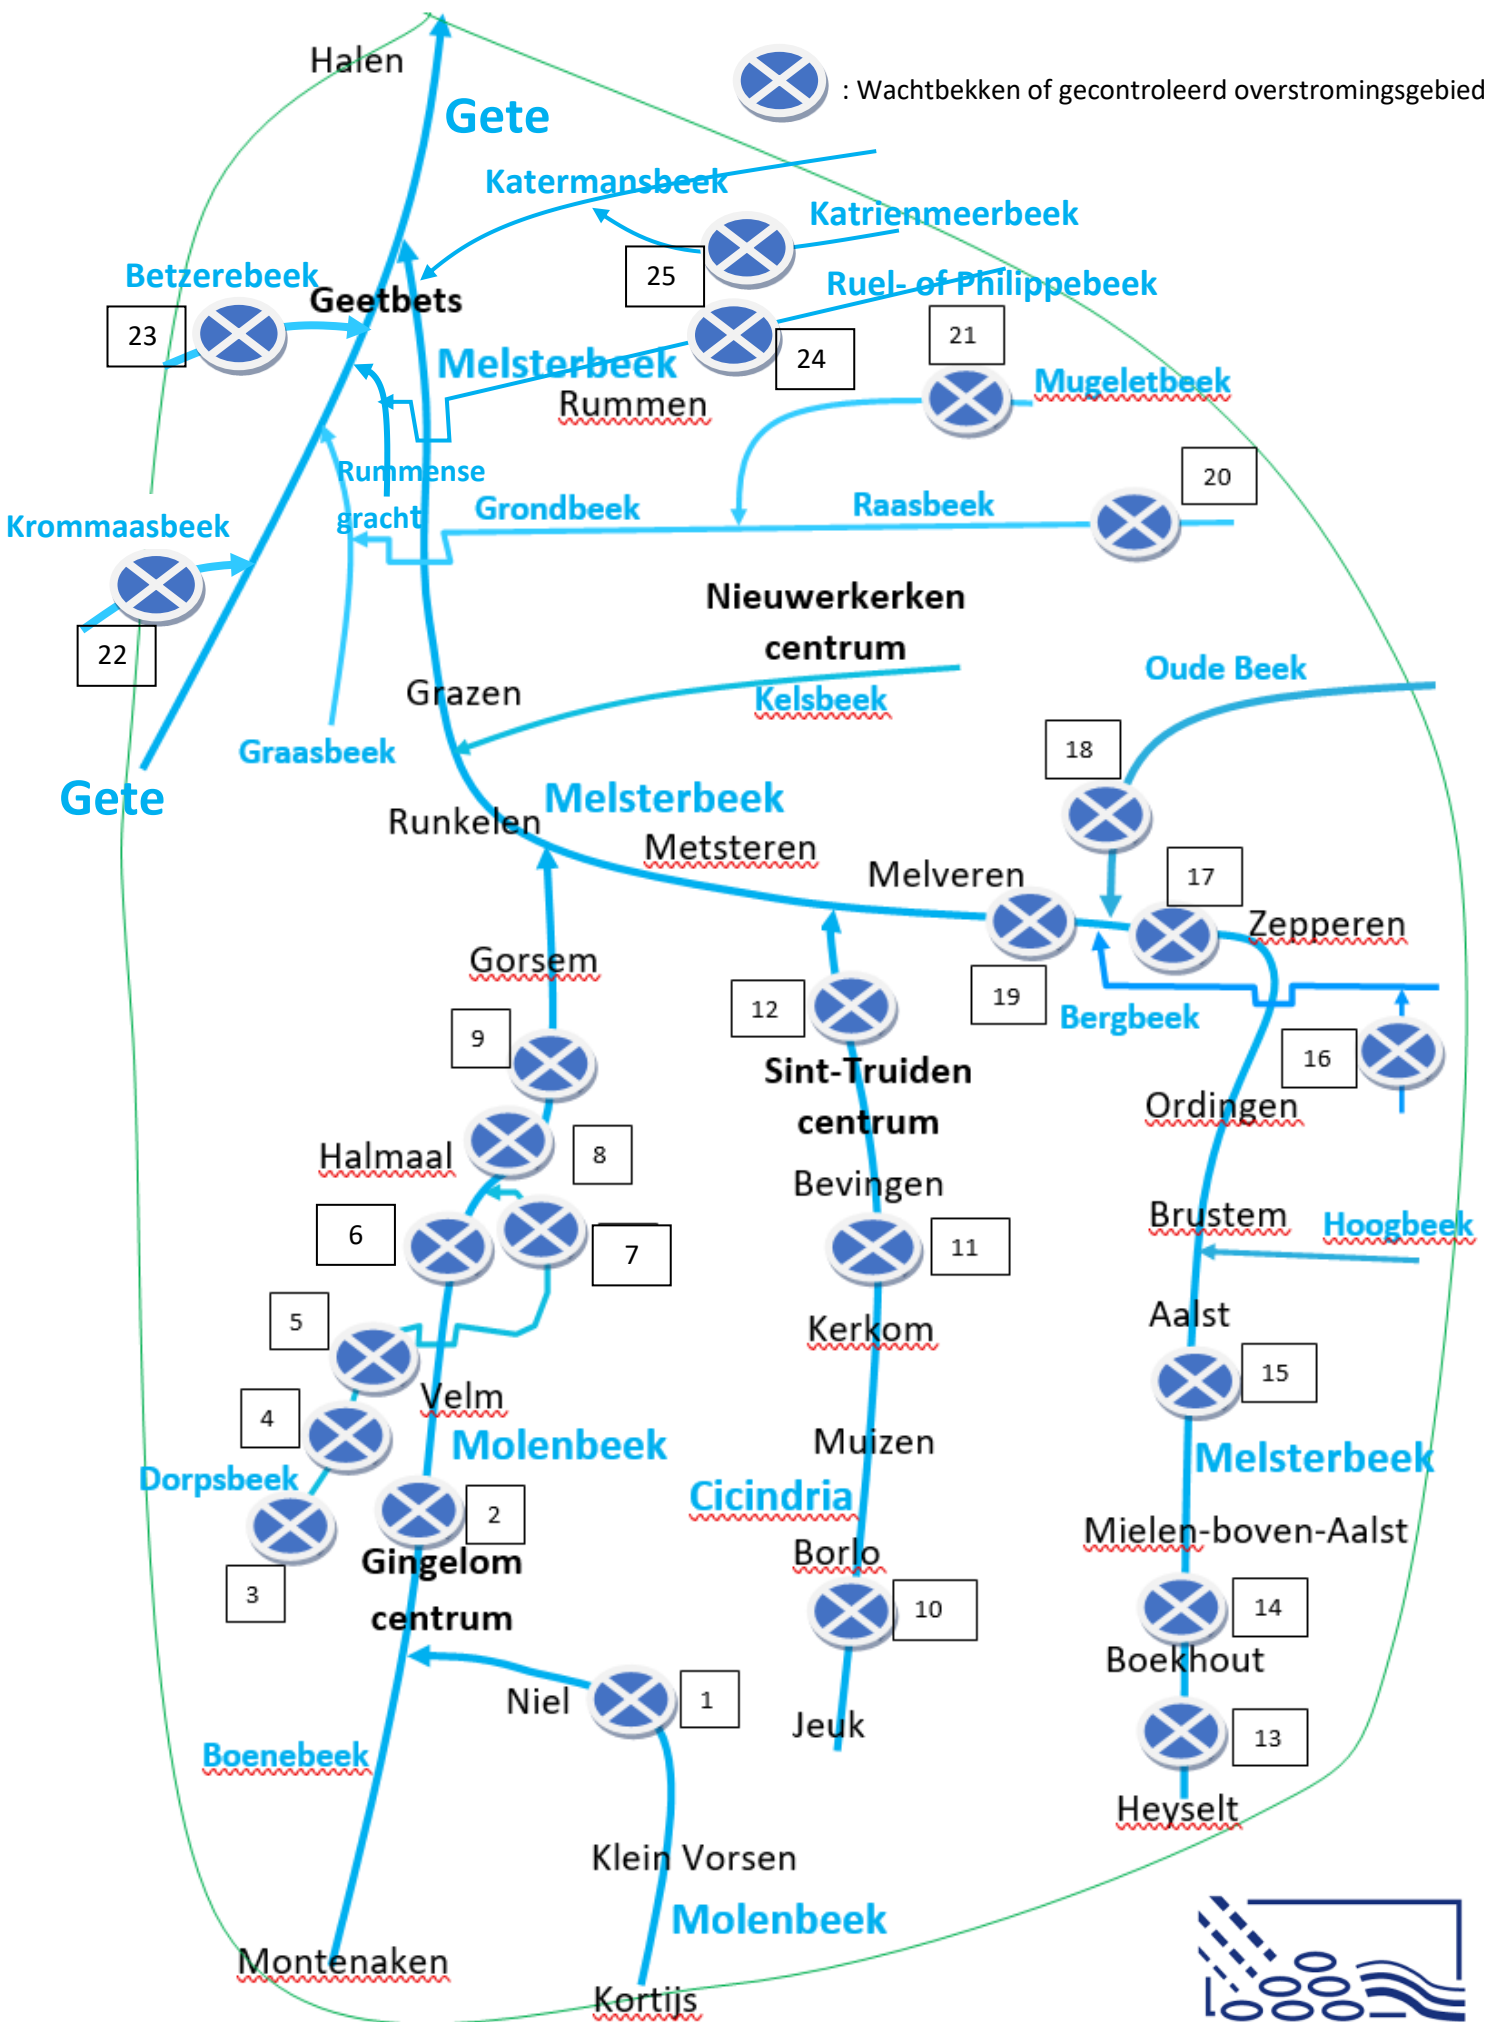 Halen
: Wachtbekken of gecontroleerd overstromingsgebied
Gete
Katermansbeek
Katrienmeerbeek
25
Betzerebeek
Geetbets
Ruel- of Philippebeek
23
21
24
Melsterbeek
Mugeletbeek
Rummen
Rummense
gracht
20
Grondbeek
Raasbeek
Krommaasbeek
Nieuwerkerken
centrum
22
Oude Beek
Grazen
Kelsbeek
Graasbeek
18
Gete
Melsterbeek
Runkelen
Metsteren
Melveren
17
Zepperen
Gorsem
12
19
Bergbeek
9
Sint-Truiden
centrum
16
Ordingen
Halmaal
8
Bevingen
6
7
11
Brustem
Hoogbeek
5
Kerkom
Aalst
15
4
Velm
Molenbeek
Muizen
Melsterbeek
Dorpsbeek
Cicindria
2
Mielen-boven-Aalst
Gingelom
centrum
Borlo
3
10
14
Boekhout
Niel
1
Jeuk
13
Boenebeek
Heyselt
Klein Vorsen
Molenbeek
Montenaken
Kortijs